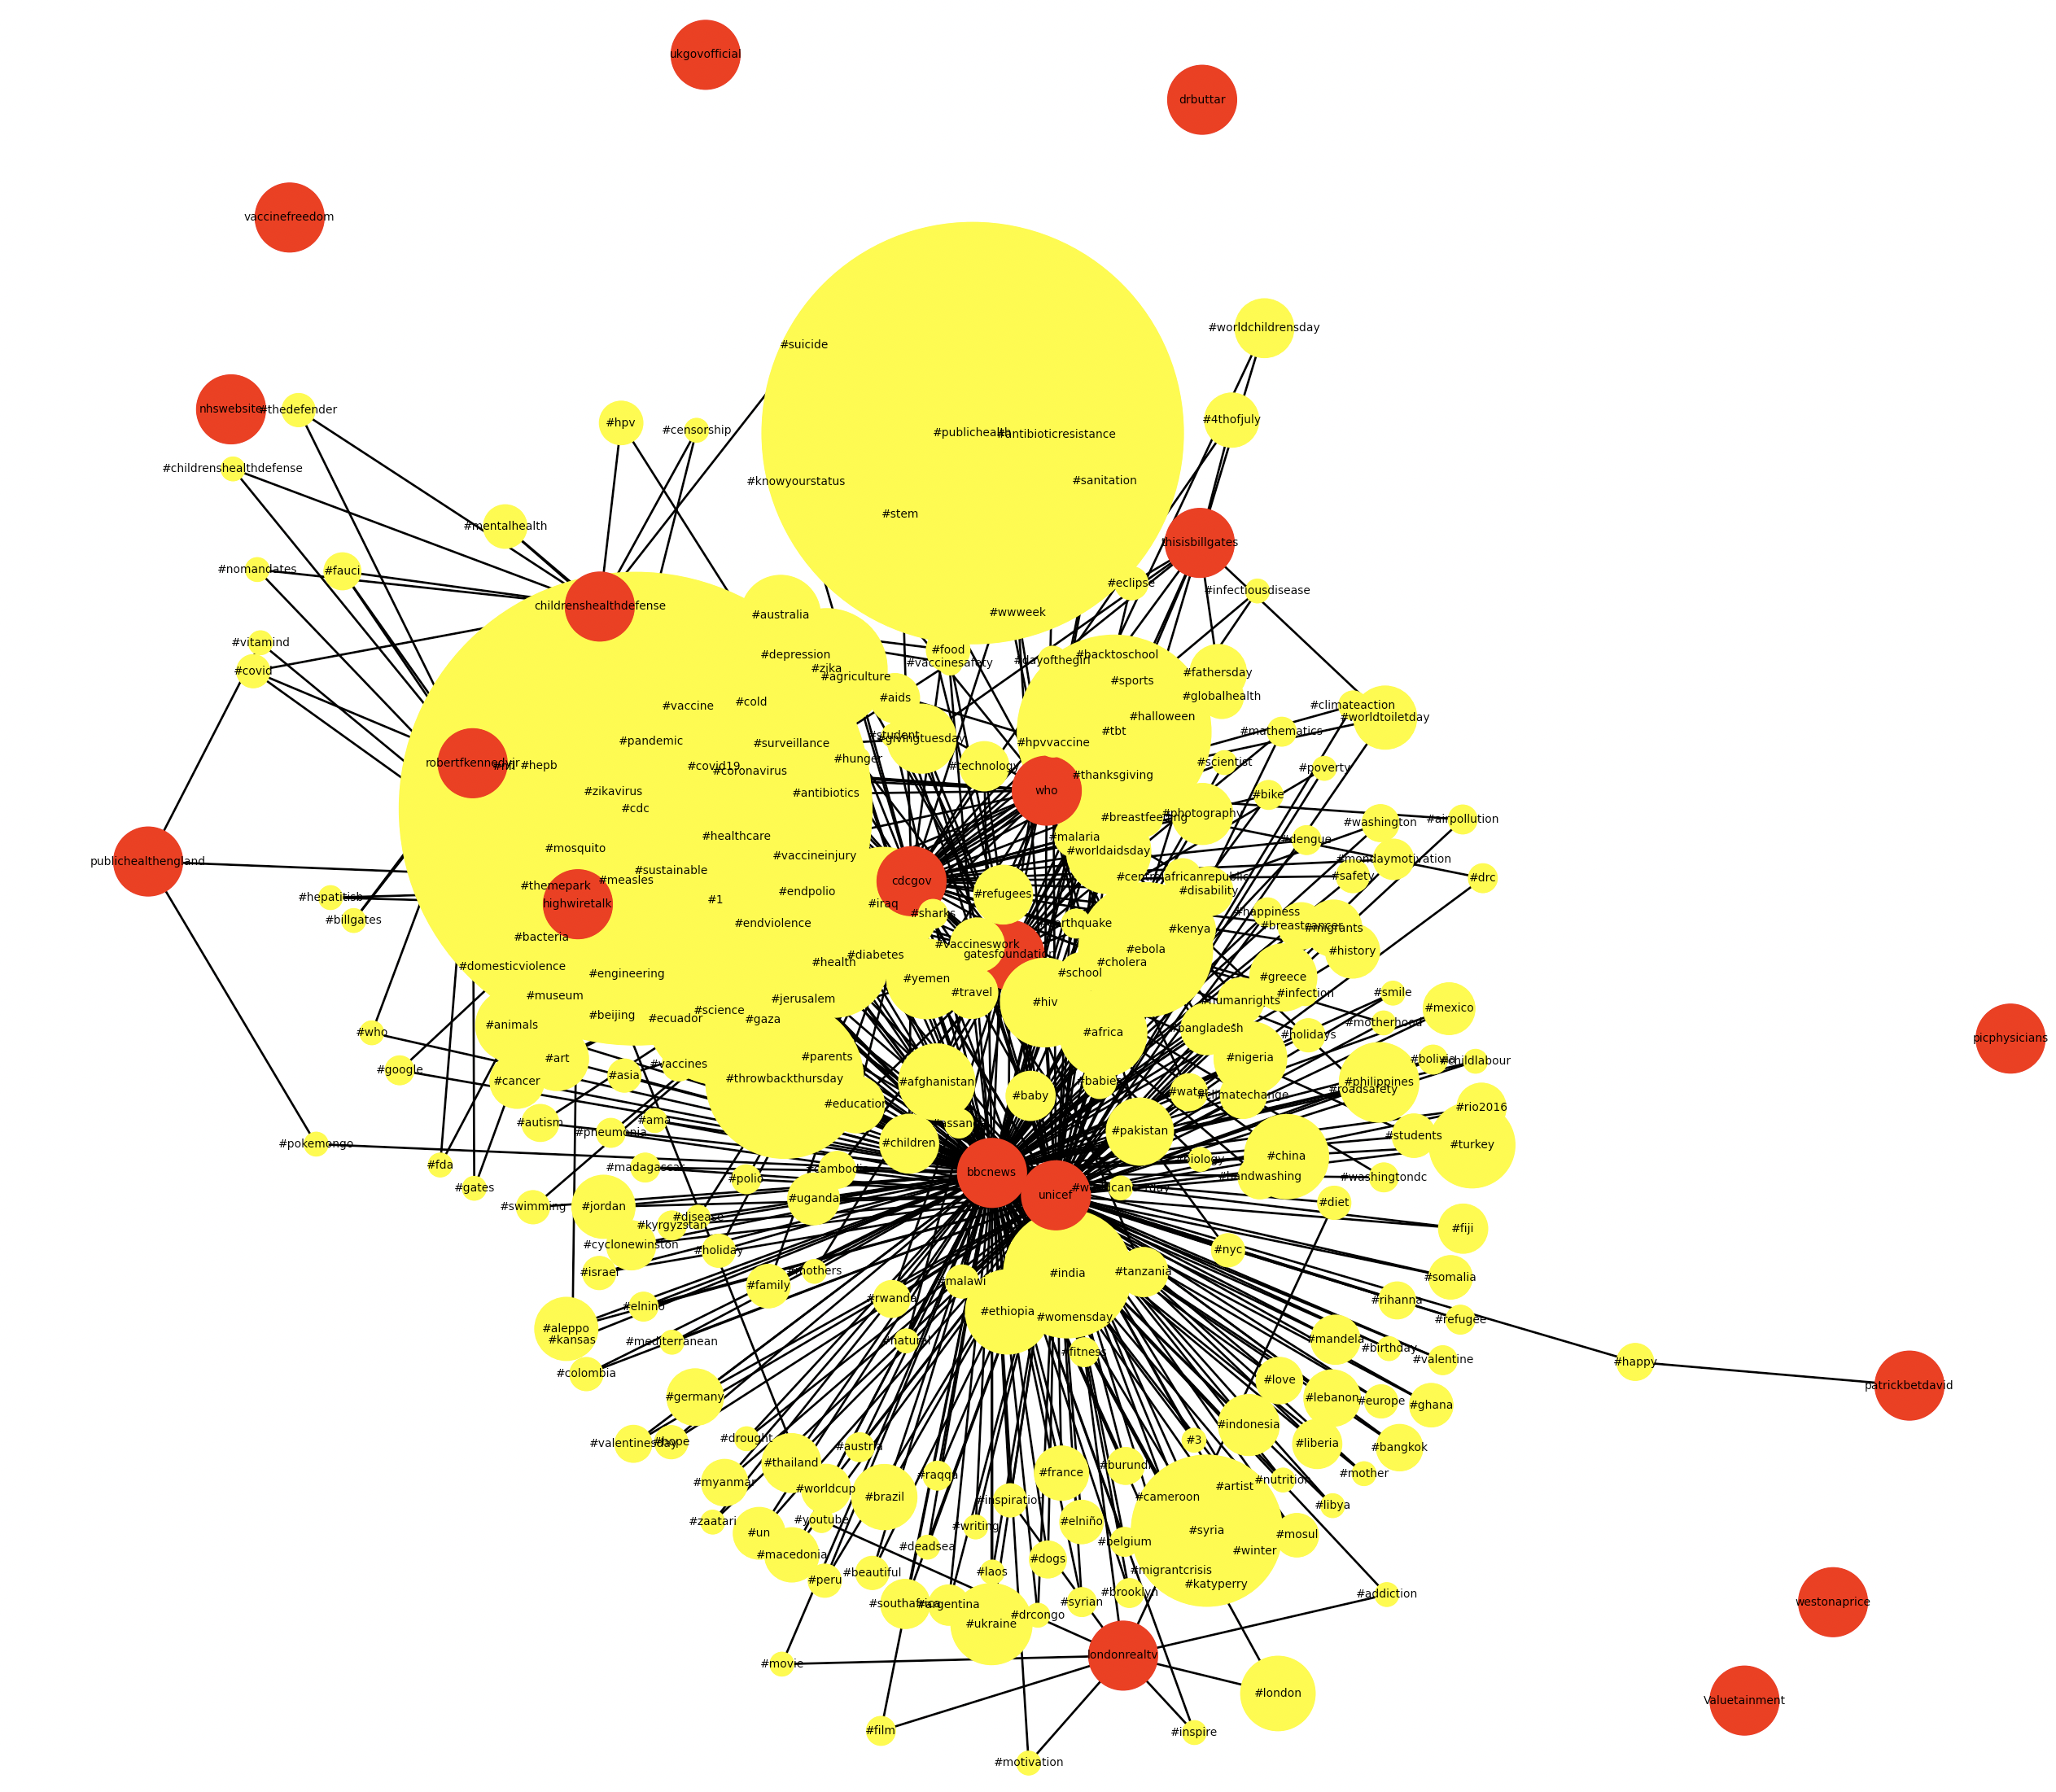 ukgovofficial
drbuttar
vaccinefreedom
#worldchildrensday
#suicide
nhswebsite
#thedefender
#hpv
#censorship
#4thofjuly
#publichealth
#antibioticresistance
#childrenshealthdefense
#knowyourstatus
#sanitation
#stem
#mentalhealth
thisisbillgates
#nomandates
#fauci
#eclipse
#infectiousdisease
childrenshealthdefense
#australia
#wwweek
#vitamind
#covid
#depression
#zika
#agriculture
#food
#vaccinesafety
#dayofthegirl
#backtoschool
#sports
#fathersday
#globalhealth
#vaccine
#cold
#aids
#climateaction
#worldtoiletday
#halloween
#tbt
#mathematics
#pandemic
#surveillance
#student
#givingtuesday
#hpvvaccine
robertfkennedyjr
#hepb
#covid19
#coronavirus
#hunger
#technology
#thanksgiving
#scientist
#poverty
#zikavirus
#cdc
#antibiotics
who
#bike
#breastfeeding
#photography
#washington
#airpollution
#healthcare
#malaria
#dengue
#mosquito
#vaccineinjury
#worldaidsday
#mondaymotivation
publichealthengland
#sustainable
#measles
#themepark
cdcgov
#centralafricanrepublic
#safety
#drc
#endpolio
#refugees
#disability
#hepatitisb
highwiretalk
#1
#iraq
#sharks
#happiness
#billgates
#endviolence
#breastcancer
#migrants
#kenya
#bacteria
#vaccineswork
gatesfoundation
#ebola
#history
#diabetes
#health
#cholera
#domesticviolence
#engineering
#yemen
#school
#greece
#travel
#infection
#smile
#museum
#jerusalem
#hiv
#humanrights
#mexico
#science
#beijing
#ecuador
#gaza
#animals
#africa
#bangladesh
#holidays
#motherhood
#who
picphysicians
#art
#parents
#nigeria
#bolivia
#childlabour
#google
#cancer
#asia
#vaccines
#throwbackthursday
#afghanistan
#babies
#philippines
#roadsafety
#baby
#water
#climatechange
#education
#rio2016
#autism
#ama
#pneumonia
#pakistan
#students
#turkey
#pokemongo
#children
#fda
#madagascar
#cambodia
#biology
#china
#gates
#polio
bbcnews
unicef
#handwashing
#washingtondc
#swimming
#jordan
#uganda
#diet
#disease
#kyrgyzstan
#fiji
#cyclonewinston
#holiday
#nyc
#israel
#family
#mothers
#malawi
#india
#tanzania
#somalia
#elnino
#rwanda
#ethiopia
#womensday
#rihanna
#refugee
#aleppo
#kansas
#mediterranean
#natural
#fitness
#mandela
#birthday
#valentine
#happy
#colombia
#love
patrickbetdavid
#germany
#lebanon
#europe
#ghana
#indonesia
#valentinesday
#hope
#drought
#austria
#3
#liberia
#bangkok
#thailand
#myanmar
#raqqa
#france
#burundi
#mother
#nutrition
#worldcup
#brazil
#inspiration
#cameroon
#artist
#libya
#zaatari
#youtube
#elniño
#un
#writing
#syria
#mosul
#macedonia
#deadsea
#belgium
#winter
#peru
#beautiful
#laos
#dogs
#migrantcrisis
#katyperry
#brooklyn
#addiction
#southafrica
#argentina
#syrian
#drcongo
#ukraine
westonaprice
londonrealtv
#movie
#london
Valuetainment
#film
#inspire
#motivation